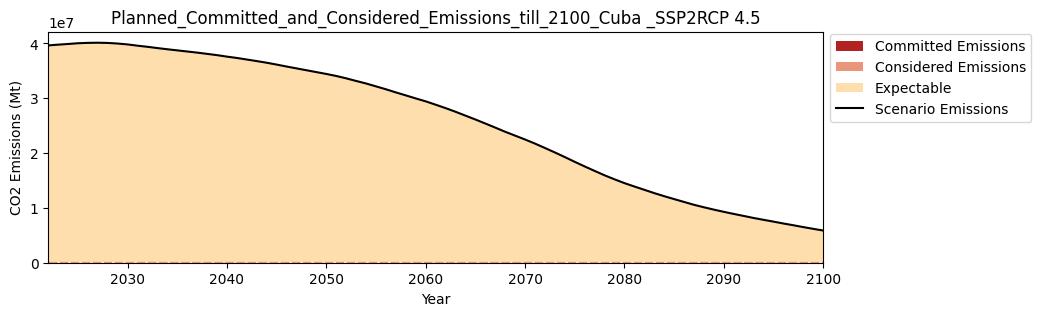 Planned_Committed_and_Considered_Emissions_till_2100_Cuba _SSP2RCP 4.5
1e7
4
3
2
1
0
CO2 Emissions (Mt)
2030 2040 2050 2060 2070 2080 2090 2100
Year
Committed Emissions
Considered Emissions
Expectable
Scenario Emissions